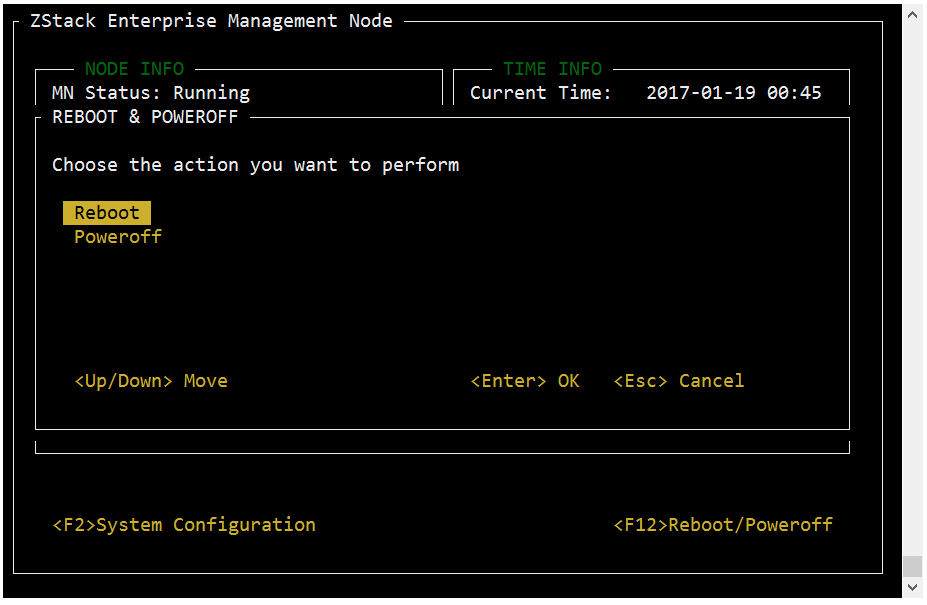 ZStack Enterprise Management Node
NODE INFO
MN Status: Running
TIME INFO
Current Time: 2017-01-19 00:45
REBOOT & POWEROFF
Choose the action you want to perform
Reboot
Poweroff
<Up/Down> Move <Enter> OK <Esc> Cancel
<F2>System Configuration <F12>Reboot/Poweroff